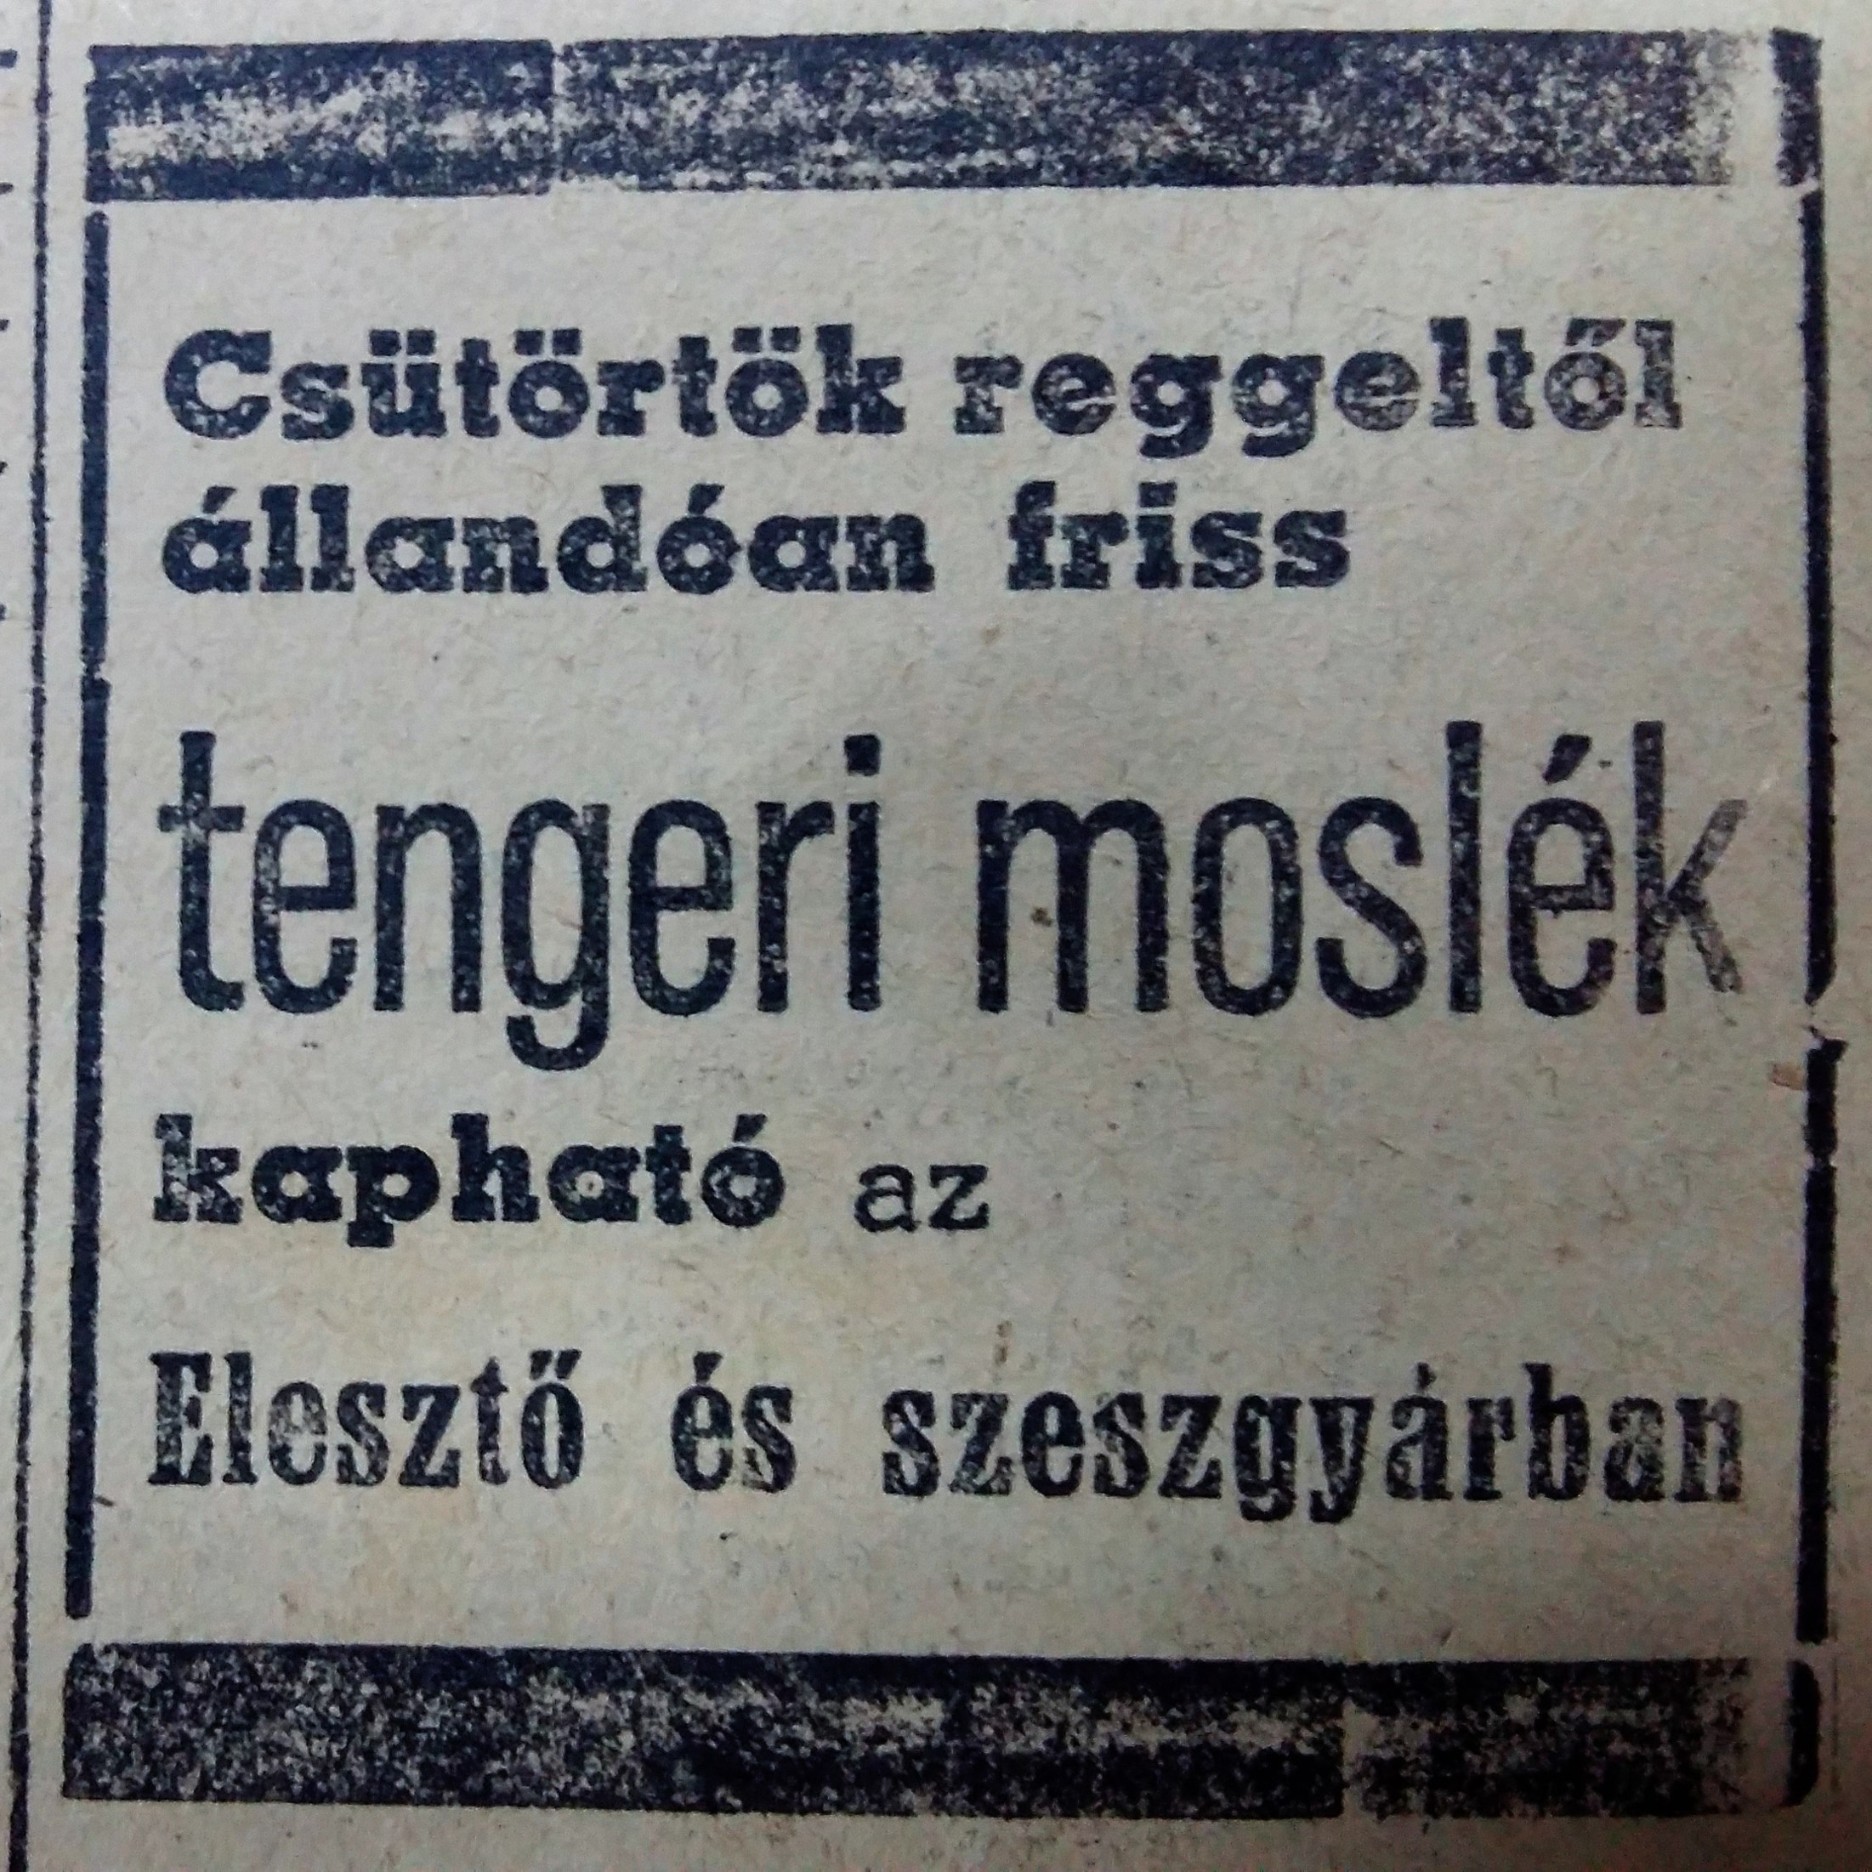 Csütörtök reggeltől
állandóan friss
tengeri moslék
kapható az
Elesztő és szeszgyárban